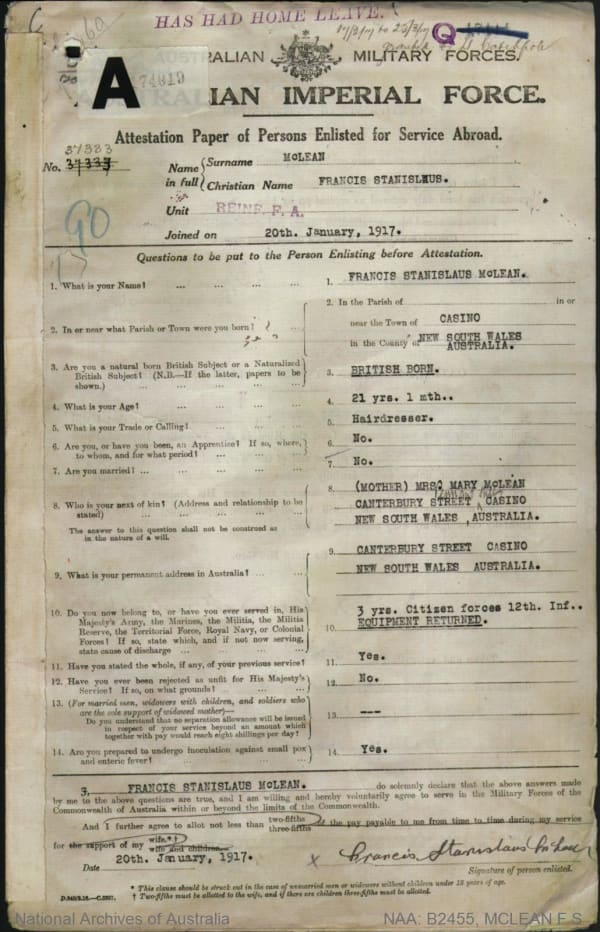 HAS HAD HOME LEAVE.
17/3/17 to 25/3/17
Q
AUSTRALIAN MILITARY FORCES.
A 74819
AUSTRALIAN IMPERIAL FORCE.
Attestation Paper of Persons Enlisted for Service Abroad.
37383
No. 37333
Name in full
Surname McLEAN
Christian Name FRANCIS STANISLAUS.
Unit REINF F. A.
Joined on 20th. January, 1917.
90
Questions to be put to the Person Enlisting before Attestation.
1. What is your Name? ... ... ... 1. FRANCIS STANISLAUS McLEAN.
2. In or near what Parish or Town were you born? ... 2. In the Parish of in or
near the Town of CASINO
in the County of NEW SOUTH WALES
AUSTRALIA.
3. Are you a natural born British Subject or a Naturalized
British Subject? (N.B.—If the latter, papers to be
shown.) ... ... ... ... 3. BRITISH BORN.
4. What is your Age? ... ... ... 4. 21 yrs. 1 mth..
5. What is your Trade or Calling? ... ... 5. Hairdresser.
6. Are you, or have you been, an Apprentice? If so, where,
to whom, and for what period? ... ... 6. No.
7. Are you married? ... ... ... ... 7. No.
8. Who is your next of kin? (Address and relationship to be
stated) ... ... ... ...
The answer to this question shall not be construed as
in the nature of a will.
8. (MOTHER) MRS. MARY McLEAN
CANTERBURY STREET CASINO
NEW SOUTH WALES, AUSTRALIA.
9. What is your permanent address in Australia? ... ... 9. CANTERBURY STREET CASINO
NEW SOUTH WALES AUSTRALIA.
10. Do you now belong to, or have you ever served in, His
Majesty's Army, the Marines, the Militia, the Militia
Reserve, the Territorial Force, Royal Navy, or Colonial
Forces? If so, state which, and if not now serving,
state cause of discharge ... ... ...
10. 3 yrs. Citizen forces 12th. Inf..
EQUIPMENT RETURNED.
11. Have you stated the whole, if any, of your previous service? 11. Yes.
12. Have you ever been rejected as unfit for His Majesty's
Service? If so, on what grounds? ... ... 12. No.
13. (For married men, widowers with children, and soldiers who
are the sole support of widowed mother)—
Do you understand that no separation allowance will be issued
in respect of your service beyond an amount which
together with pay would reach eight shillings per day?
13. ---
14. Are you prepared to undergo inoculation against small pox
and enteric fever? ... ... ... 14. Yes.
I, FRANCIS STANISLAUS McLEAN. do solemnly declare that the above answers made
by me to the above questions are true, and I am willing and hereby voluntarily agree to serve in the Military Forces of the
Commonwealth of Australia within or beyond the limits of the Commonwealth.
And I further agree to allot not less than two-fifths three-fifths of the pay payable to me from time to time during my service
for the support of my wife.*† wife and children.
Date 20th. January, 1917.
x Francis Stanislaus McLean
Signature of person enlisted.
* This clause should be struck out in the case of unmarried men or widowers without children under 18 years of age.
† Two-fifths must be allotted to the wife, and if there are children three-fifths must be allotted.
National Archives of Australia
NAA: B2455, MCLEAN F S